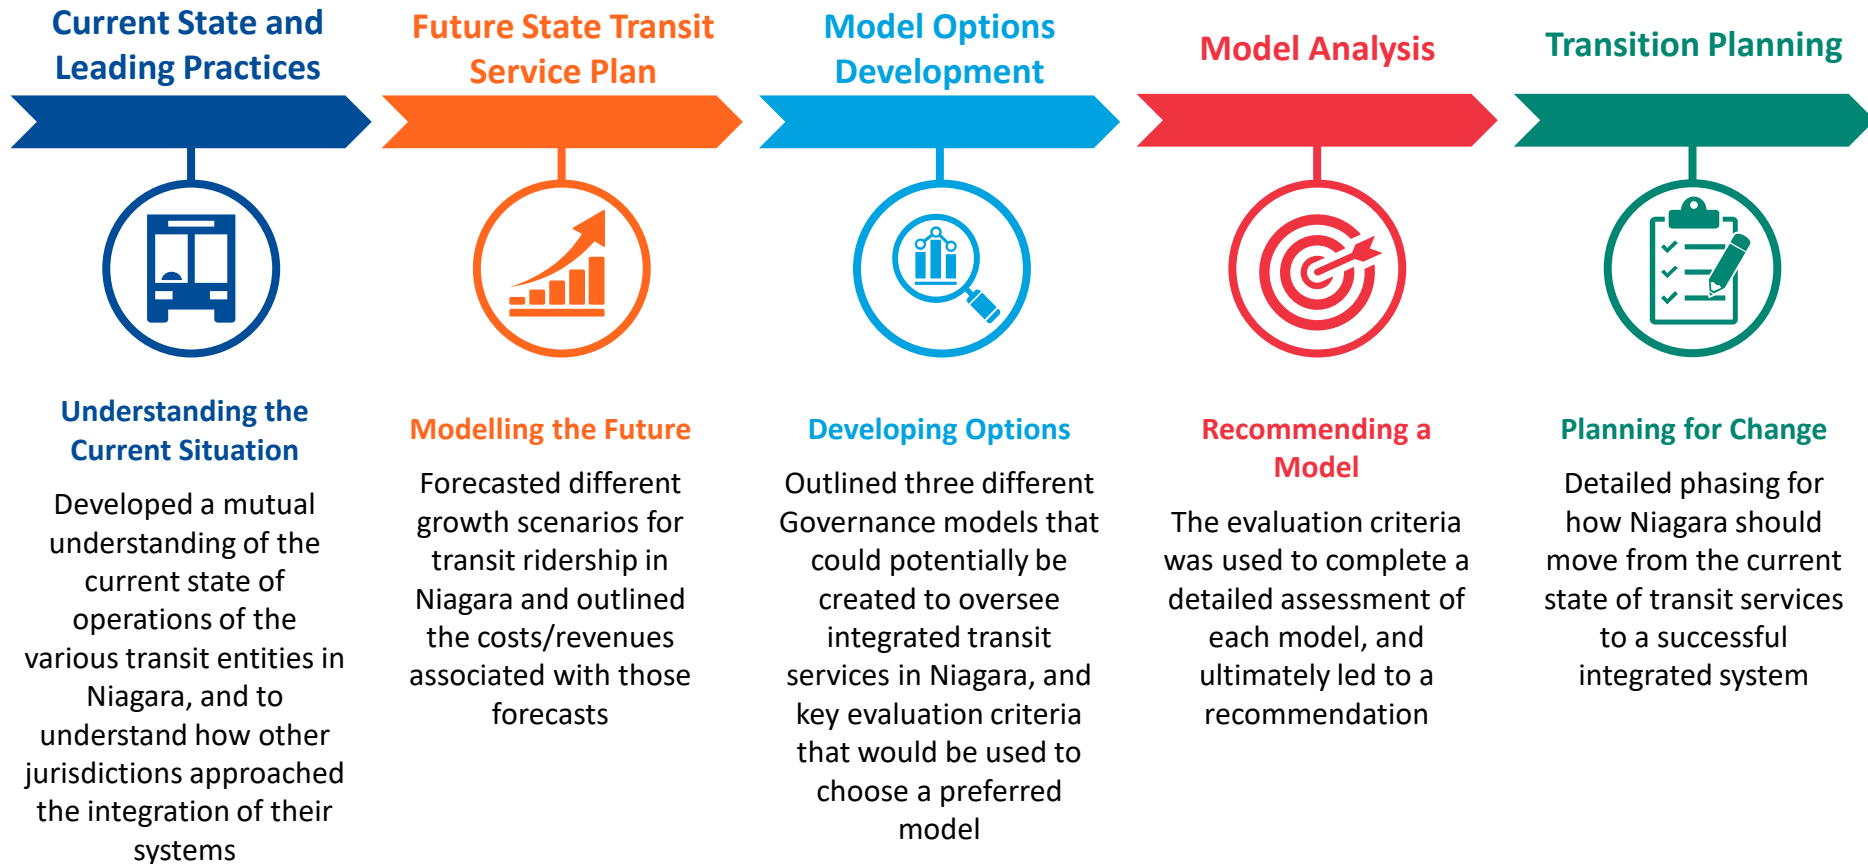 Current State and
Leading Practices
Understanding the
Current Situation
Developed a mutual
understanding of the
current state of
operations of the
various transit entities in
Niagara, and to
understand how other
jurisdictions approached
the integration of their
systems
Future State Transit
Service Plan
Modelling the Future
Forecasted different
growth scenarios for
transit ridership in
Niagara and outlined
the costs/revenues
associated with those
forecasts
Model Options
Development
Developing Options
Outlined three different
Governance models that
could potentially be
created to oversee
integrated transit
services in Niagara, and
key evaluation criteria
that would be used to
choose a preferred
model
Model Analysis
Recommending a
Model
The evaluation criteria
was used to complete a
detailed assessment of
each model, and
ultimately led to a
recommendation
Transition Planning
Planning for Change
Detailed phasing for
how Niagara should
move from the current
state of transit services
to a successful
integrated system